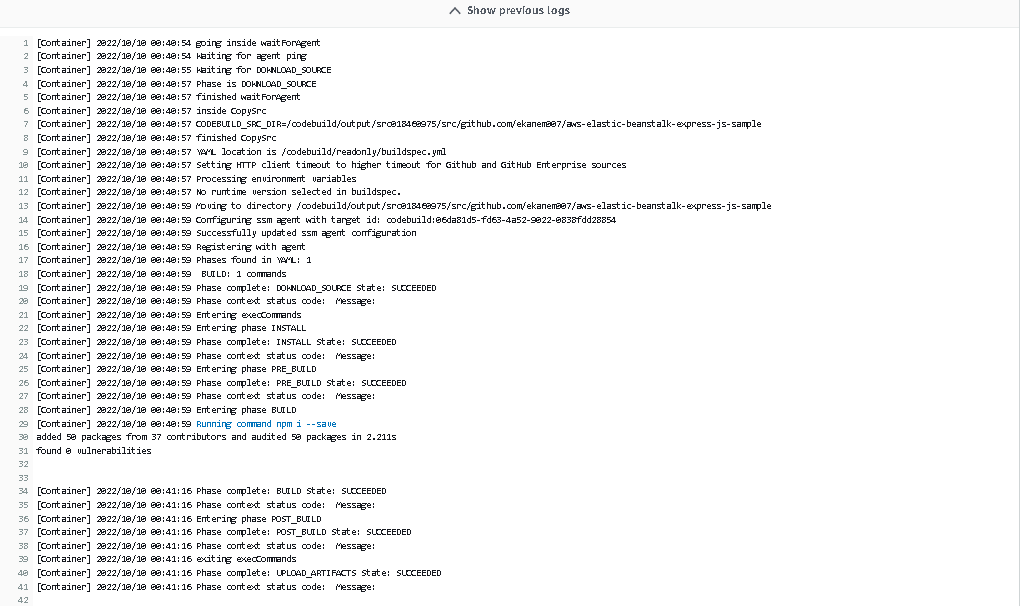 Show previous logs
1 [Container] 2022/10/10 00:40:54 going inside waitForAgent
2 [Container] 2022/10/10 00:40:54 Waiting for agent ping
3 [Container] 2022/10/10 00:40:55 Waiting for DOWNLOAD_SOURCE
4 [Container] 2022/10/10 00:40:57 Phase is DOWNLOAD_SOURCE
5 [Container] 2022/10/10 00:40:57 finished waitForAgent
6 [Container] 2022/10/10 00:40:57 inside CopySrc
7 [Container] 2022/10/10 00:40:57 CODEBUILD_SRC_DIR=/codebuild/output/src018460975/src/github.com/ekanem007/aws-elastic-beanstalk-express-js-sample
8 [Container] 2022/10/10 00:40:57 finished CopySrc
9 [Container] 2022/10/10 00:40:57 YAML location is /codebuild/readonly/buildspec.yml
10 [Container] 2022/10/10 00:40:57 Setting HTTP client timeout to higher timeout for Github and GitHub Enterprise sources
11 [Container] 2022/10/10 00:40:57 Processing environment variables
12 [Container] 2022/10/10 00:40:57 No runtime version selected in buildspec.
13 [Container] 2022/10/10 00:40:59 Moving to directory /codebuild/output/src018460975/src/github.com/ekanem007/aws-elastic-beanstalk-express-js-sample
14 [Container] 2022/10/10 00:40:59 Configuring ssm agent with target id: codebuild:06da81d5-fd63-4a52-9022-0838fdd28854
15 [Container] 2022/10/10 00:40:59 Successfully updated ssm agent configuration
16 [Container] 2022/10/10 00:40:59 Registering with agent
17 [Container] 2022/10/10 00:40:59 Phases found in YAML: 1
18 [Container] 2022/10/10 00:40:59  BUILD: 1 commands
19 [Container] 2022/10/10 00:40:59 Phase complete: DOWNLOAD_SOURCE State: SUCCEEDED
20 [Container] 2022/10/10 00:40:59 Phase context status code:  Message:
21 [Container] 2022/10/10 00:40:59 Entering execCommands
22 [Container] 2022/10/10 00:40:59 Entering phase INSTALL
23 [Container] 2022/10/10 00:40:59 Phase complete: INSTALL State: SUCCEEDED
24 [Container] 2022/10/10 00:40:59 Phase context status code:  Message:
25 [Container] 2022/10/10 00:40:59 Entering phase PRE_BUILD
26 [Container] 2022/10/10 00:40:59 Phase complete: PRE_BUILD State: SUCCEEDED
27 [Container] 2022/10/10 00:40:59 Phase context status code:  Message:
28 [Container] 2022/10/10 00:40:59 Entering phase BUILD
29 [Container] 2022/10/10 00:40:59 Running command npm i --save
30 added 50 packages from 37 contributors and audited 50 packages in 2.211s
31 found 0 vulnerabilities
32
33
34 [Container] 2022/10/10 00:41:16 Phase complete: BUILD State: SUCCEEDED
35 [Container] 2022/10/10 00:41:16 Phase context status code:  Message:
36 [Container] 2022/10/10 00:41:16 Entering phase POST_BUILD
37 [Container] 2022/10/10 00:41:16 Phase complete: POST_BUILD State: SUCCEEDED
38 [Container] 2022/10/10 00:41:16 Phase context status code:  Message:
39 [Container] 2022/10/10 00:41:16 exiting execCommands
40 [Container] 2022/10/10 00:41:16 Phase complete: UPLOAD_ARTIFACTS State: SUCCEEDED
41 [Container] 2022/10/10 00:41:16 Phase context status code:  Message:
42